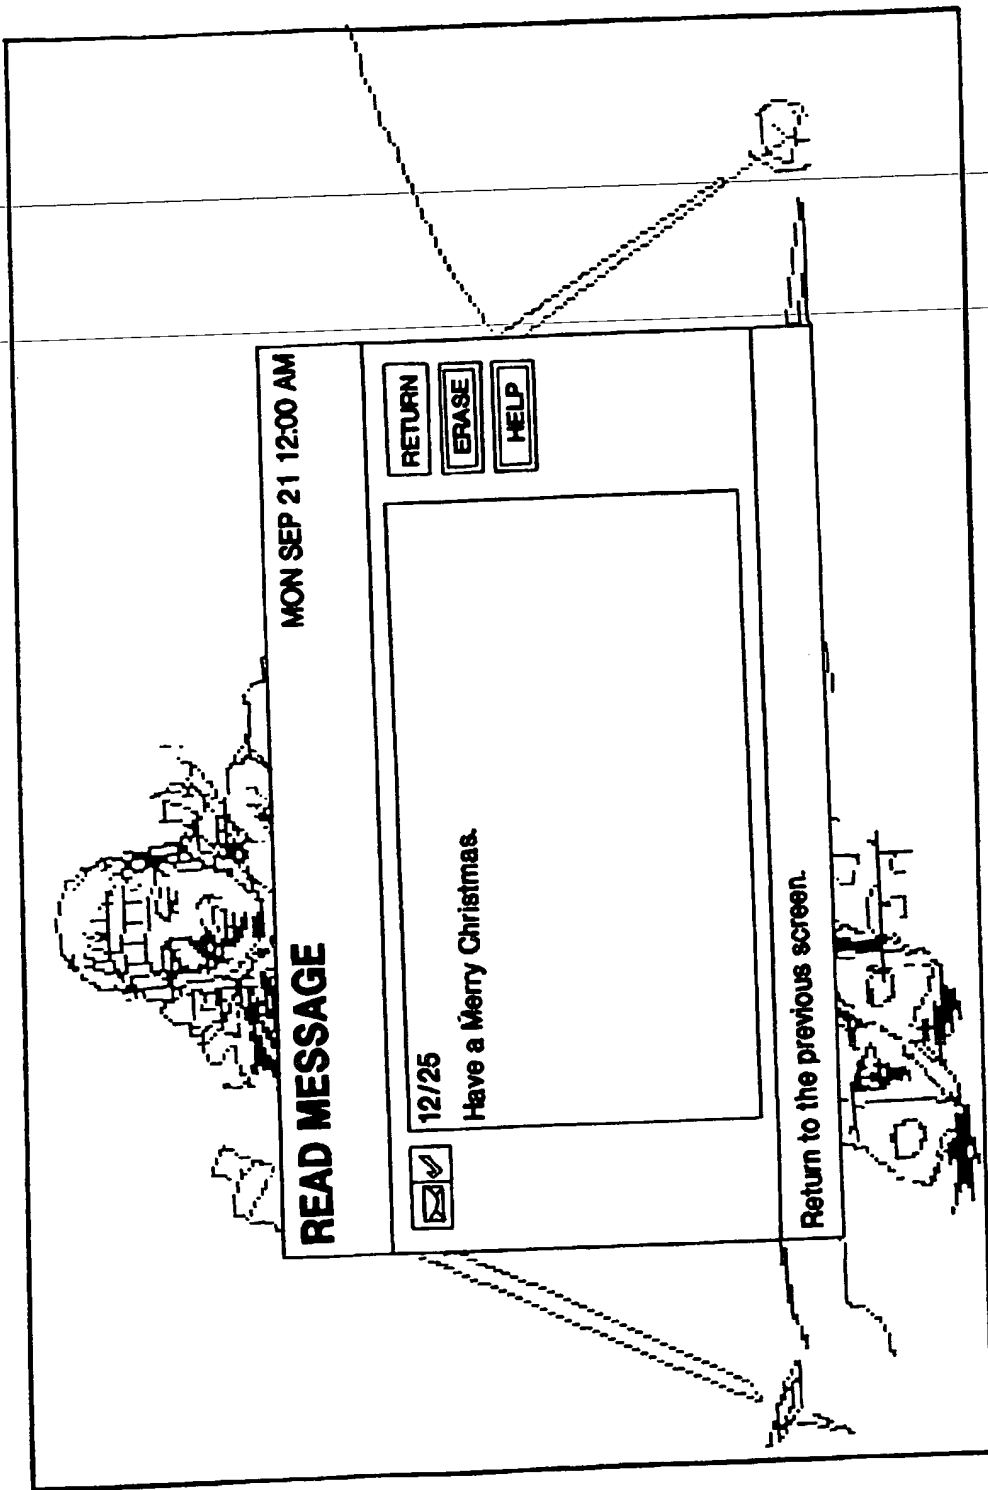 READ MESSAGE
MON SEP 21 12:00 AM
12/25
Have a Merry Christmas.
RETURN
ERASE
HELP
Return to the previous screen.